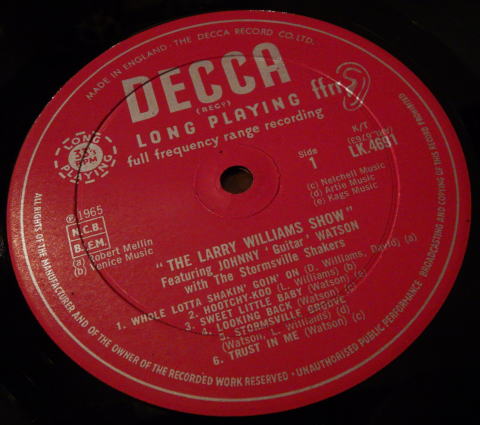 MADE IN ENGLAND · THE DECCA RECORD CO. LTD.
DECCA
(REGD)
ffrr
LONG PLAYING
full frequency range recording
LONG 33⅓ RPM PLAYING
Side
1
K/T
LK.4691
℗ 1965
N.C.B.
B.I.E.M.
(a) Robert Mellin
(b) Venice Music
(c) Nelchell Music
(d) Artie Music
(e) Kags Music
"THE LARRY WILLIAMS SHOW"
Featuring JOHNNY 'Guitar' WATSON
with The Stormsville Shakers
1. WHOLE LOTTA SHAKIN' GOIN' ON (D. Williams, David) (a)
2. HOOTCHY-KOO (L. Williams) (b)
3. SWEET LITTLE BABY (Watson) (c)
4. LOOKING BACK (Watson) (c)
5. STORMSVILLE GROOVE
(Watson, L. Williams) (d)
6. TRUST IN ME (Watson) (e)
ALL RIGHTS OF THE MANUFACTURER AND OF THE OWNER OF THE RECORDED WORK RESERVED · UNAUTHORISED PUBLIC PERFORMANCE BROADCASTING AND COPYING OF THIS RECORD PROHIBITED